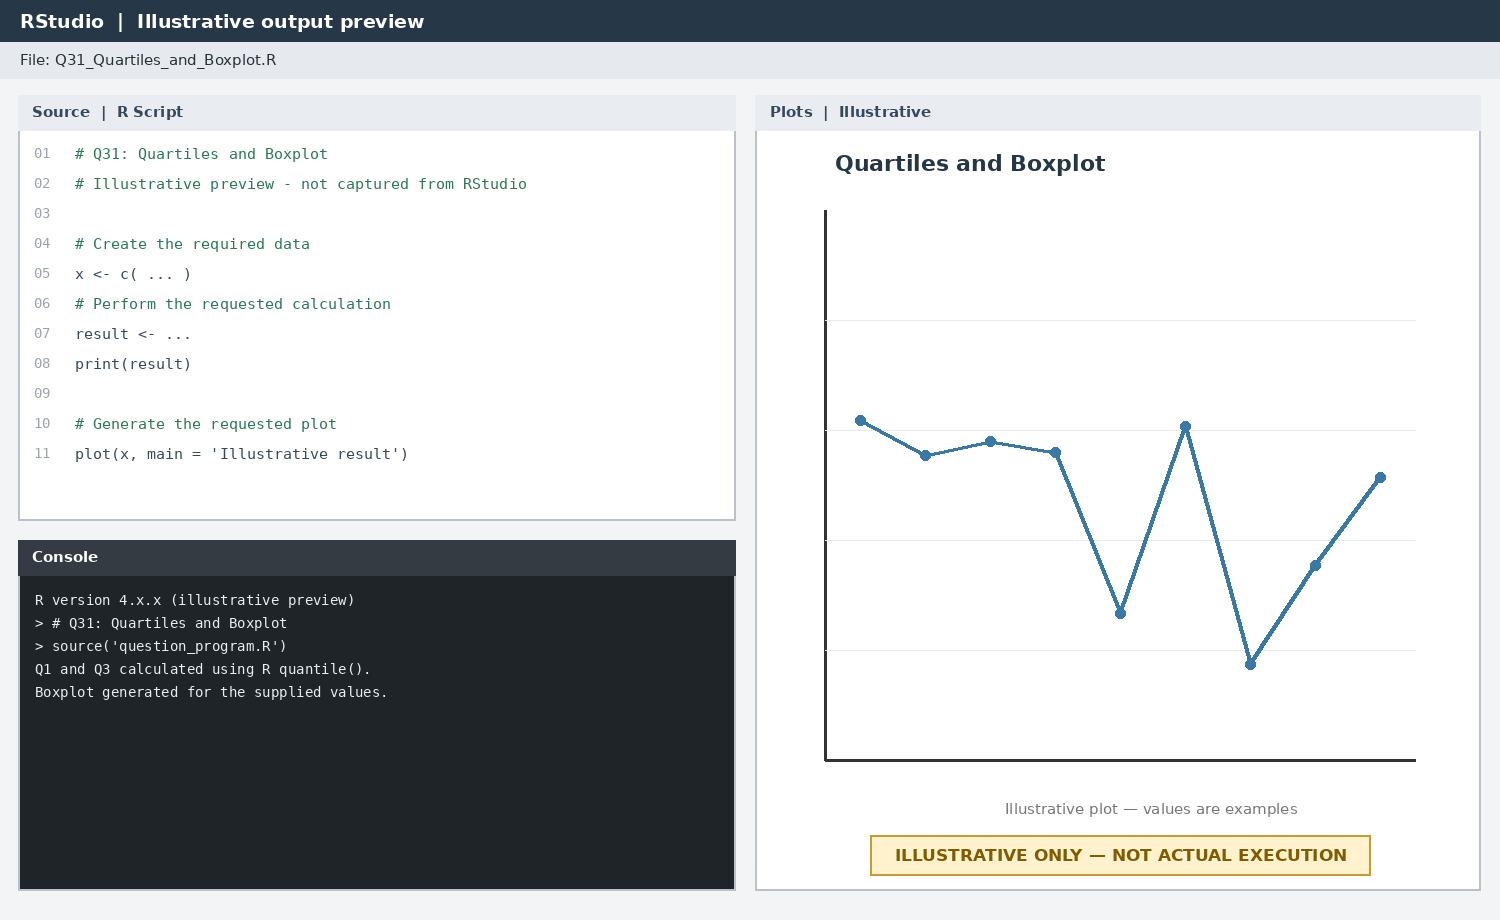 RStudio  |  Illustrative output preview
File: Q31_Quartiles_and_Boxplot.R
Source  |  R Script
01 # Q31: Quartiles and Boxplot
02 # Illustrative preview - not captured from RStudio
03
04 # Create the required data
05 x <- c( ... )
06 # Perform the requested calculation
07 result <- ...
08 print(result)
09
10 # Generate the requested plot
11 plot(x, main = 'Illustrative result')
Console
R version 4.x.x (illustrative preview)
> # Q31: Quartiles and Boxplot
> source('question_program.R')
Q1 and Q3 calculated using R quantile().
Boxplot generated for the supplied values.
Plots  |  Illustrative
Quartiles and Boxplot
Illustrative plot — values are examples
ILLUSTRATIVE ONLY — NOT ACTUAL EXECUTION